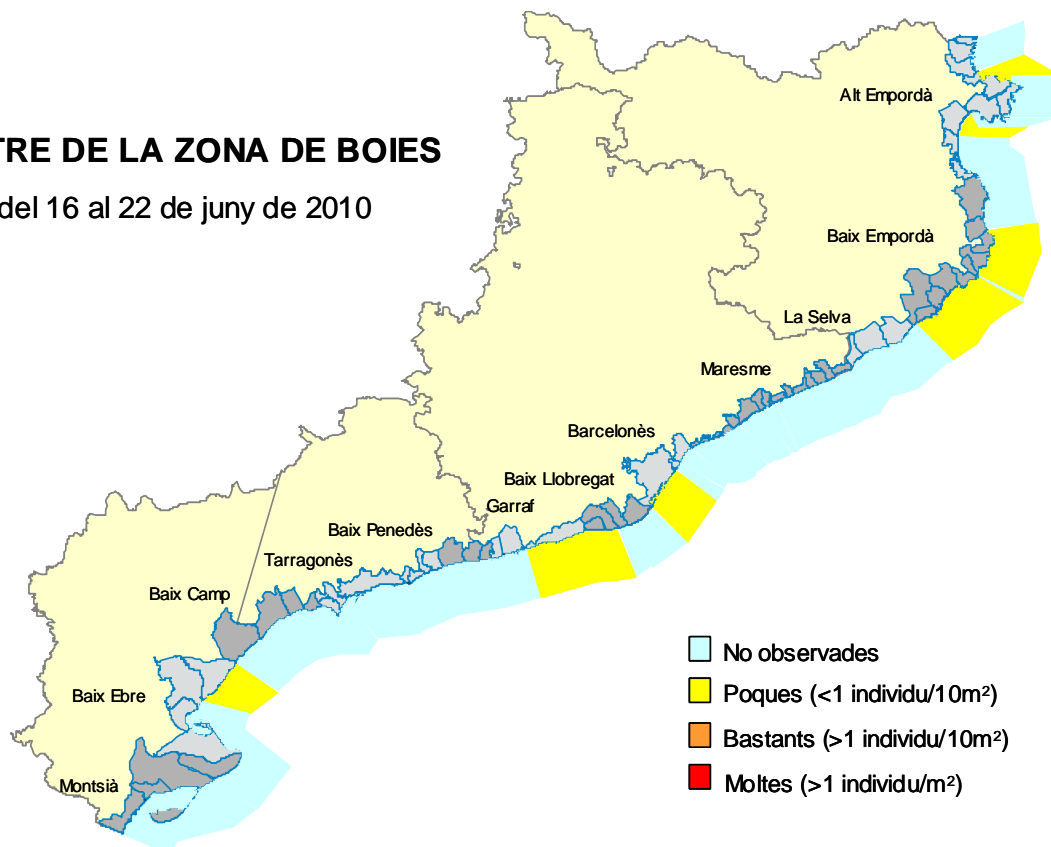 TRE DE LA ZONA DE BOIES
del 16 al 22 de juny de 2010
Alt Empordà
Baix Empordà
La Selva
Maresme
Barcelonès
Baix Llobregat
Garraf
Baix Penedès
Tarragonès
Baix Camp
Baix Ebre
Montsià
No observades
Poques (<1 individu/10m²)
Bastants (>1 individu/10m²)
Moltes (>1 individu/m²)